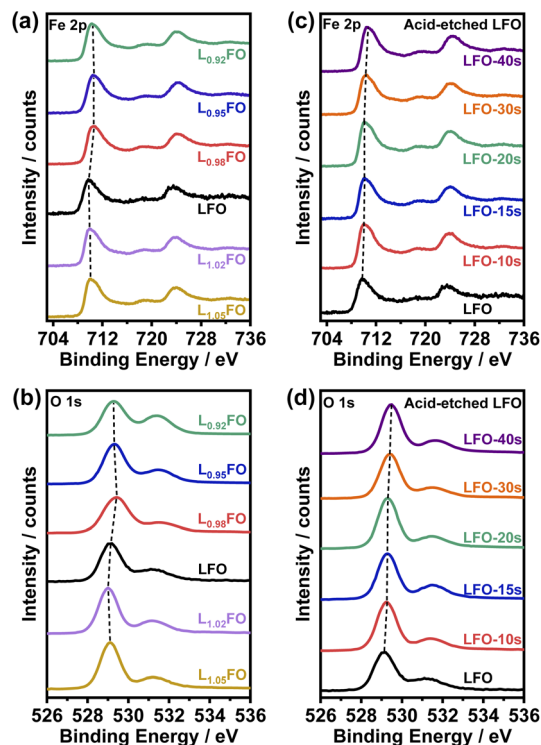 (a) Fe 2p
L₀.₉₂FO
L₀.₉₅FO
L₀.₉₈FO
LFO
L₁.₀₂FO
L₁.₀₅FO
Intensity / counts
704 712 720 728 736
Binding Energy / eV
(c) Fe 2p Acid-etched LFO
LFO-40s
LFO-30s
LFO-20s
LFO-15s
LFO-10s
LFO
Intensity / counts
704 712 720 728 736
Binding Energy / eV
(b) O 1s
L₀.₉₂FO
L₀.₉₅FO
L₀.₉₈FO
LFO
L₁.₀₂FO
L₁.₀₅FO
Intensity / counts
526 528 530 532 534 536
Binding Energy / eV
(d) O 1s Acid-etched LFO
LFO-40s
LFO-30s
LFO-20s
LFO-15s
LFO-10s
LFO
Intensity / counts
526 528 530 532 534 536
Binding Energy / eV